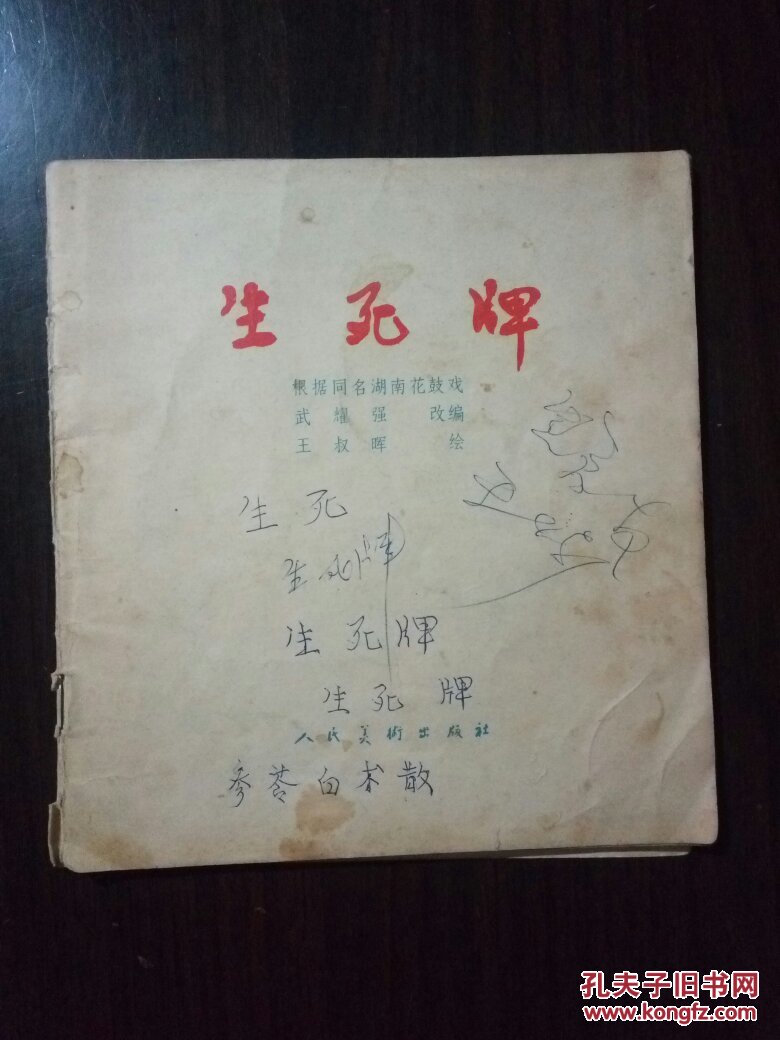 生死牌
根据同名湖南花鼓戏
武耀强 改编
王叔晖 绘
生死
生死牌
生死牌
生死牌
人民美術出版社
参苓白术散
孔夫子旧书网
www.kongfz.com